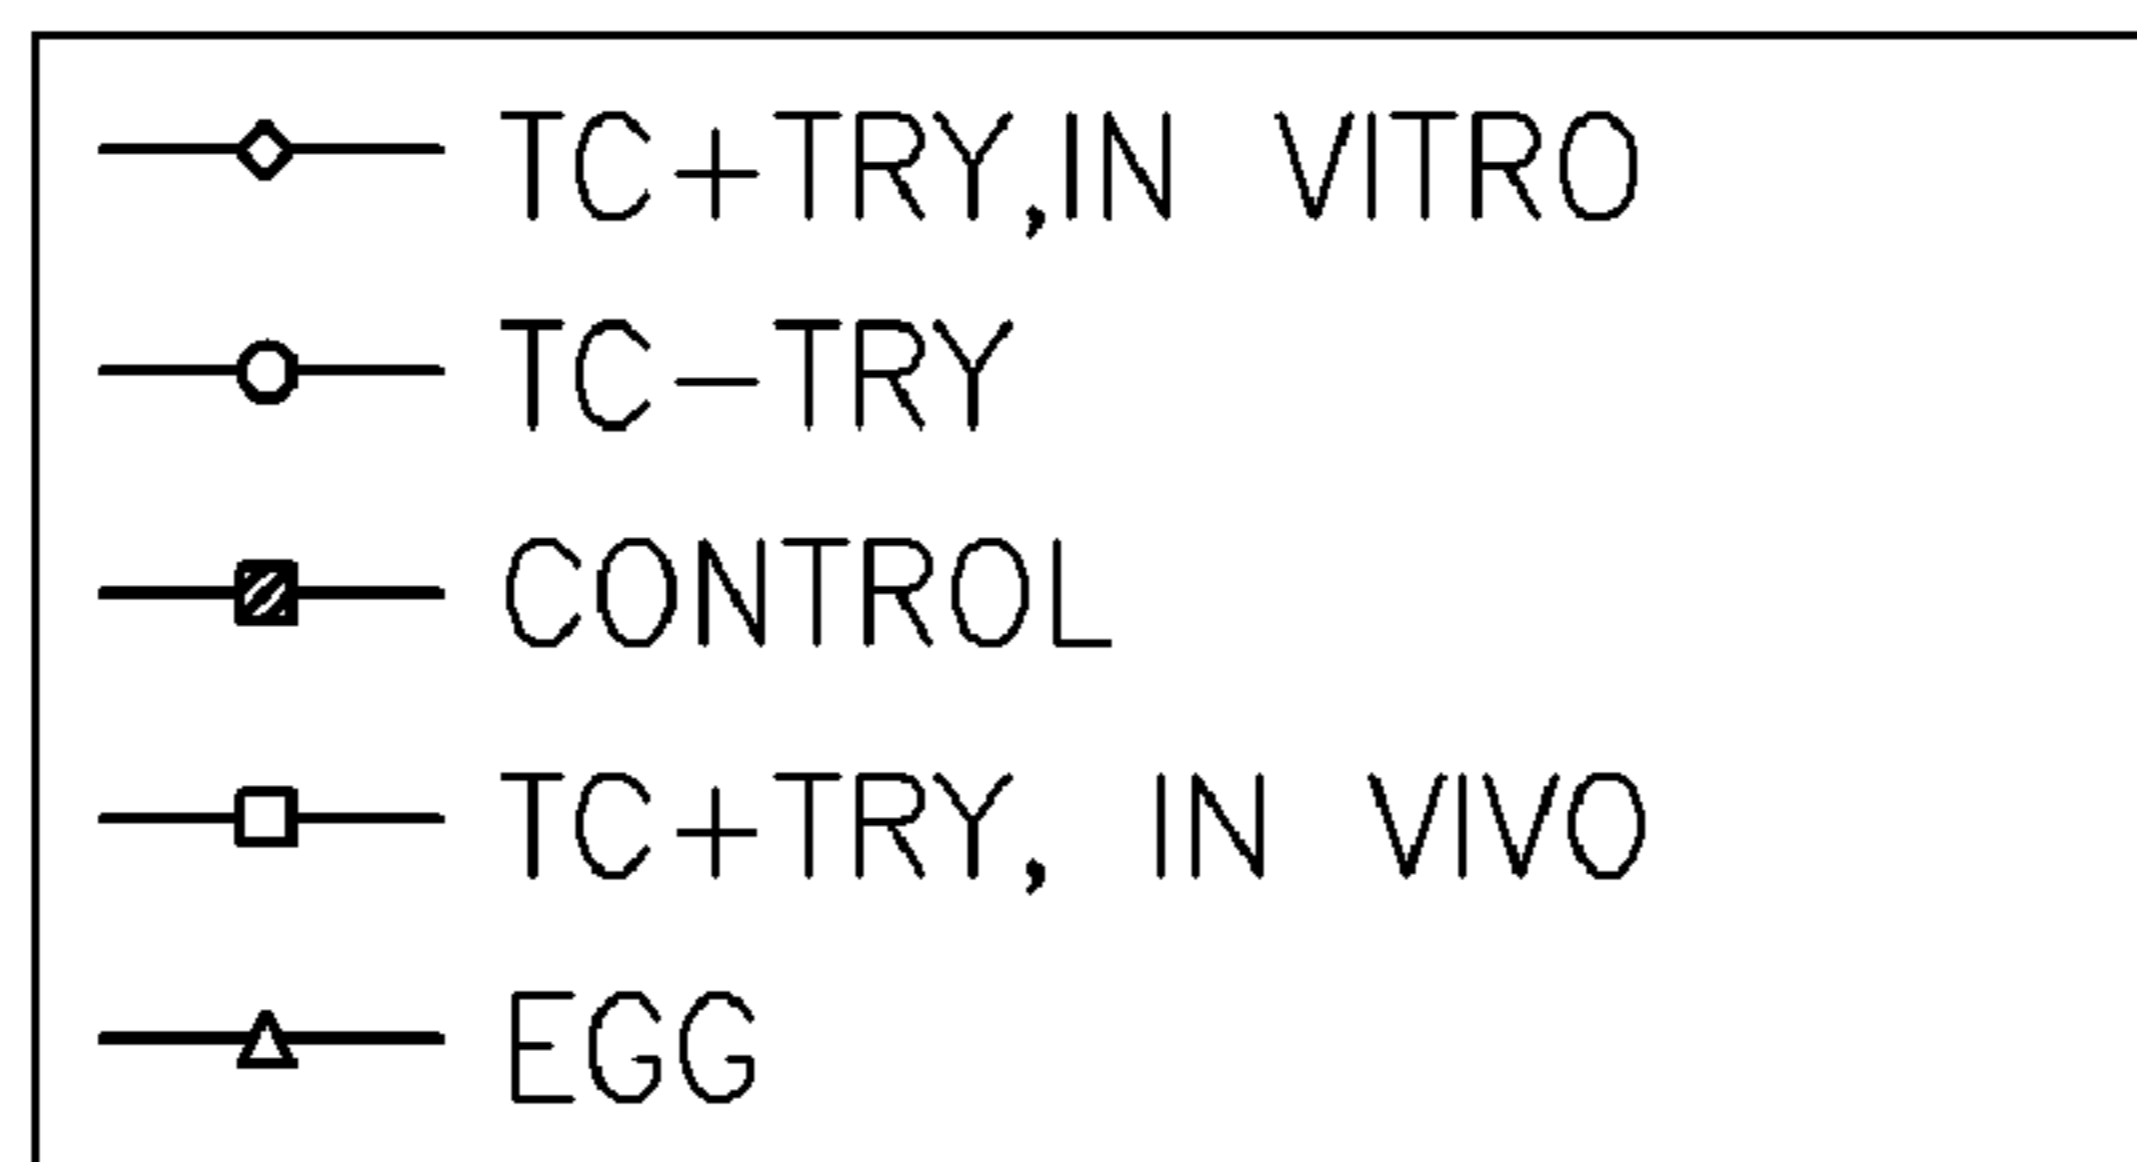 TC+TRY,IN VITRO
TC-TRY
CONTROL
TC+TRY, IN VIVO
EGG